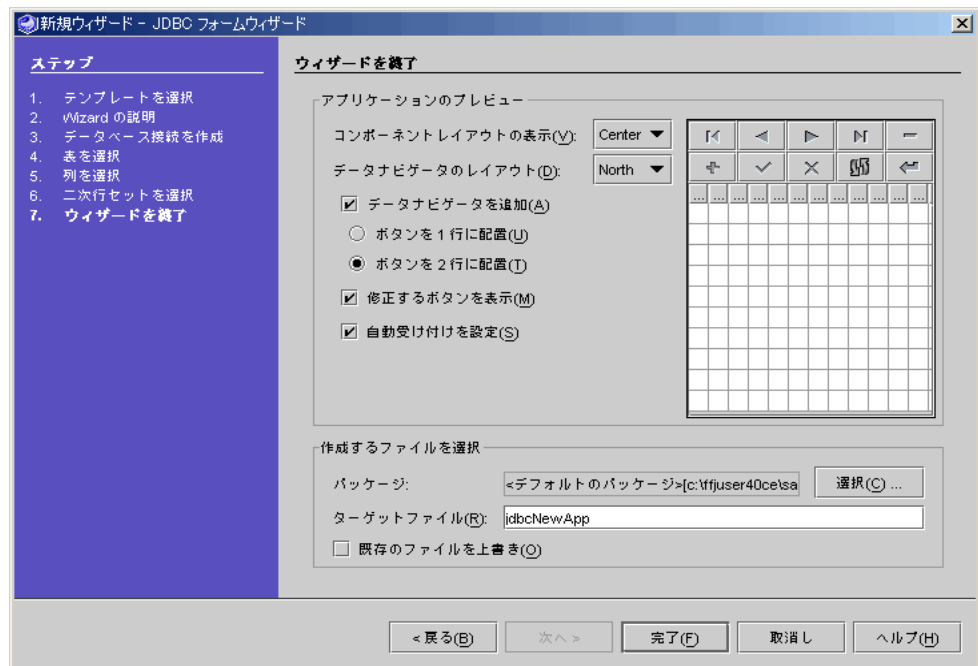 新規ウィザード - JDBC フォームウィザード
ステップ
1. テンプレートを選択
2. Wizard の説明
3. データベース接続を作成
4. 表を選択
5. 列を選択
6. 二次行セットを選択
7. ウィザードを終了
ウィザードを終了
アプリケーションのプレビュー
コンポーネントレイアウトの表示(V): Center
データナビゲータのレイアウト(D): North
データナビゲータを追加(A)
ボタンを1行に配置(U)
ボタンを2行に配置(T)
修正するボタンを表示(M)
自動受け付けを設定(S)
... ... ... ... ... ... ... ... ... ...
作成するファイルを選択
パッケージ: <デフォルトのパッケージ>[c:\ffjuser40ce\sa 選択(C) ...
ターゲットファイル(R): jdbcNewApp
既存のファイルを上書き(O)
< 戻る(B) 次へ > 完了(F) 取消し ヘルプ(H)